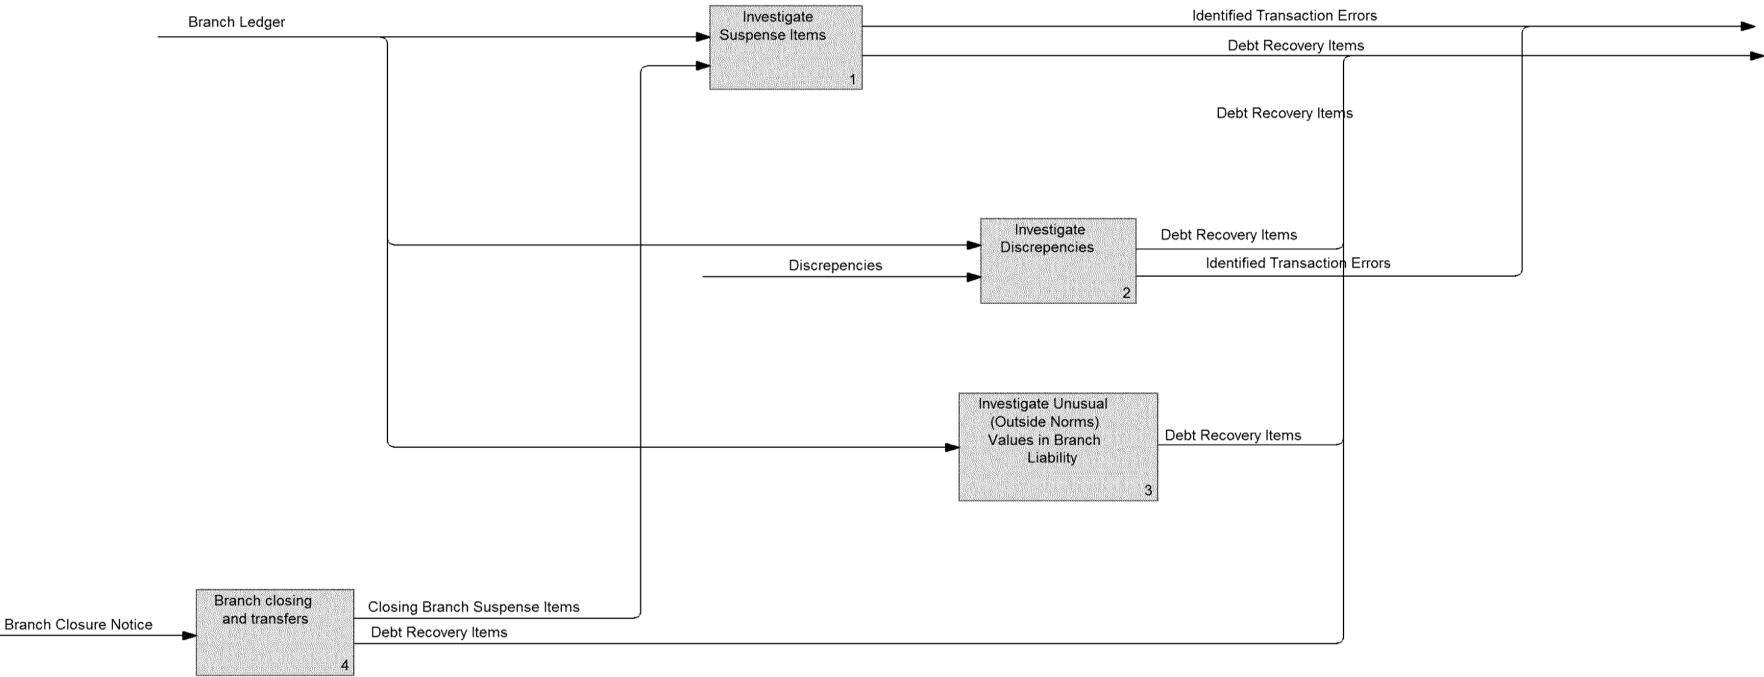 Branch Ledger
Investigate
Suspense Items
1
Identified Transaction Errors
Debt Recovery Items
Debt Recovery Items
Investigate
Discrepencies
2
Debt Recovery Items
Identified Transaction Errors
Discrepencies
Investigate Unusual
(Outside Norms)
Values in Branch
Liability
3
Debt Recovery Items
Branch closing
and transfers
4
Closing Branch Suspense Items
Debt Recovery Items
Branch Closure Notice